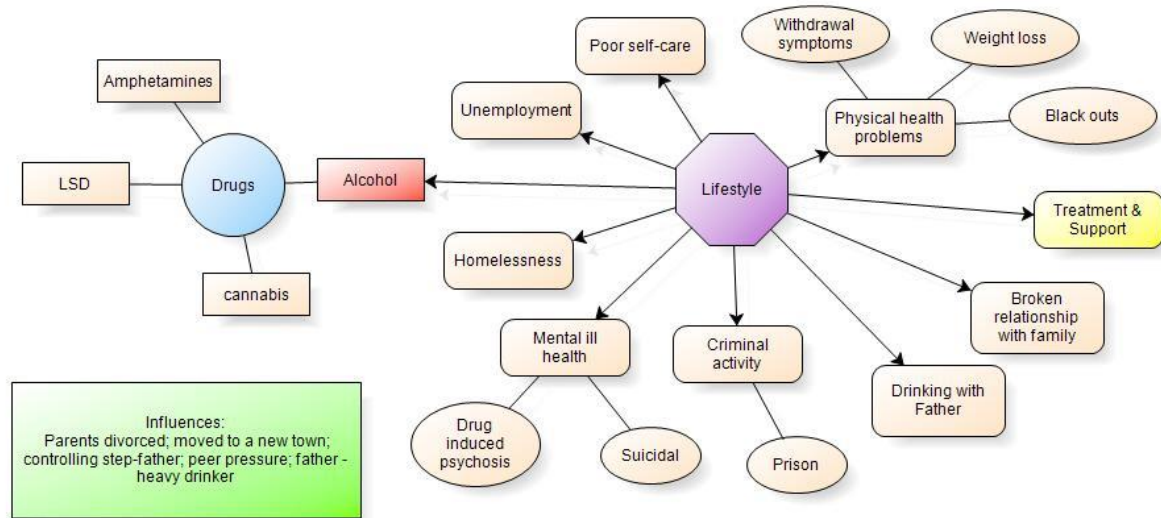 Withdrawal
symptoms
Weight loss
Poor self-care
Amphetamines
Unemployment
Physical health
problems
Black outs
LSD
Drugs
Alcohol
Lifestyle
Treatment &
Support
Homelessness
cannabis
Broken
relationship
with family
Mental ill
health
Criminal
activity
Drinking with
Father
Influences:
Parents divorced; moved to a new town;
controlling step-father; peer pressure; father -
heavy drinker
Drug
induced
psychosis
Suicidal
Prison